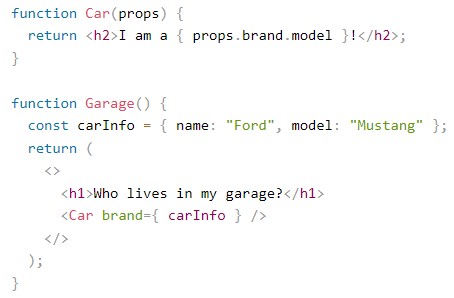 function Car(props) {
  return <h2>I am a { props.brand.model }!</h2>;
}

function Garage() {
  const carInfo = { name: "Ford", model: "Mustang" };
  return (
    <>
      <h1>Who lives in my garage?</h1>
      <Car brand={ carInfo } />
    </>
  );
}